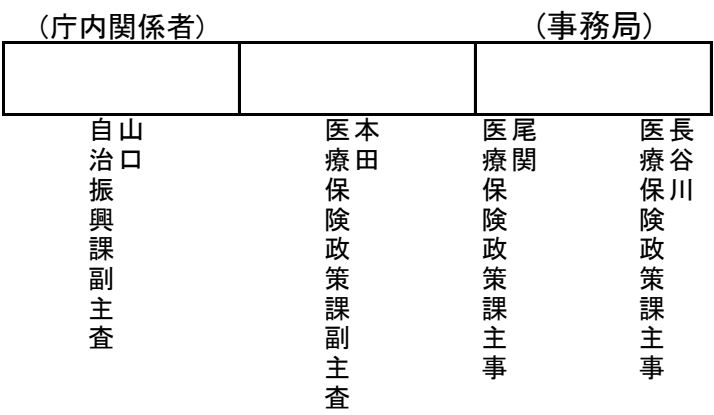 （庁内関係者）
（事務局）
山口
自治振興課副主査
本田
医療保険政策課副主査
尾関
医療保険政策課主事
長谷川
医療保険政策課主事